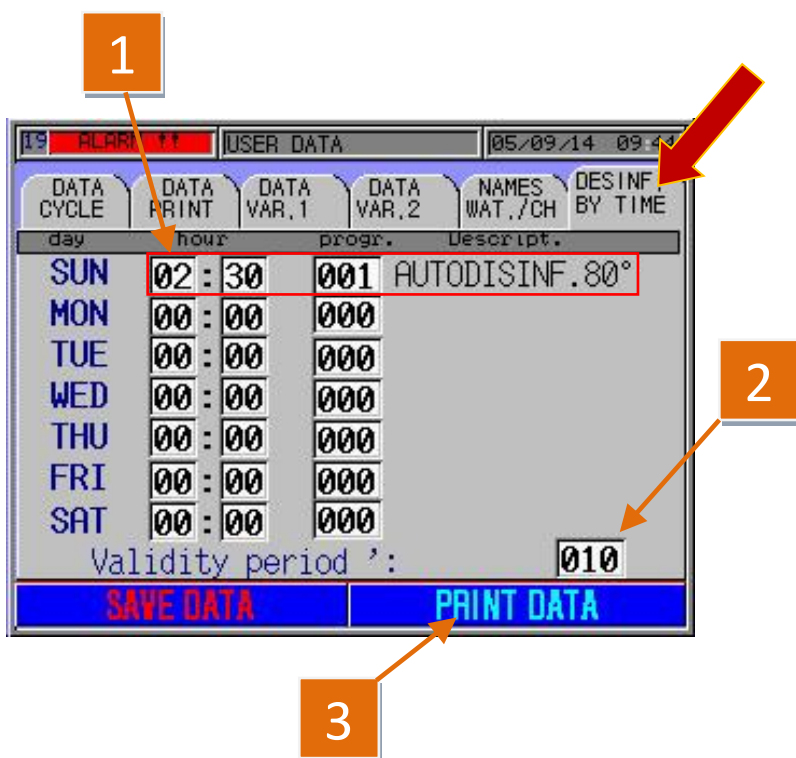 1
19 ALARM !! USER DATA 05/09/14 09:44
DATA CYCLE DATA PRINT DATA VAR.1 DATA VAR.2 NAMES WAT./CH DESINF. BY TIME
day hour progr. Descript.
SUN 02:30 001 AUTODISINF.80°
MON 00:00 000
TUE 00:00 000
WED 00:00 000
THU 00:00 000
FRI 00:00 000
SAT 00:00 000
2
Validity period ': 010
SAVE DATA PRINT DATA
3